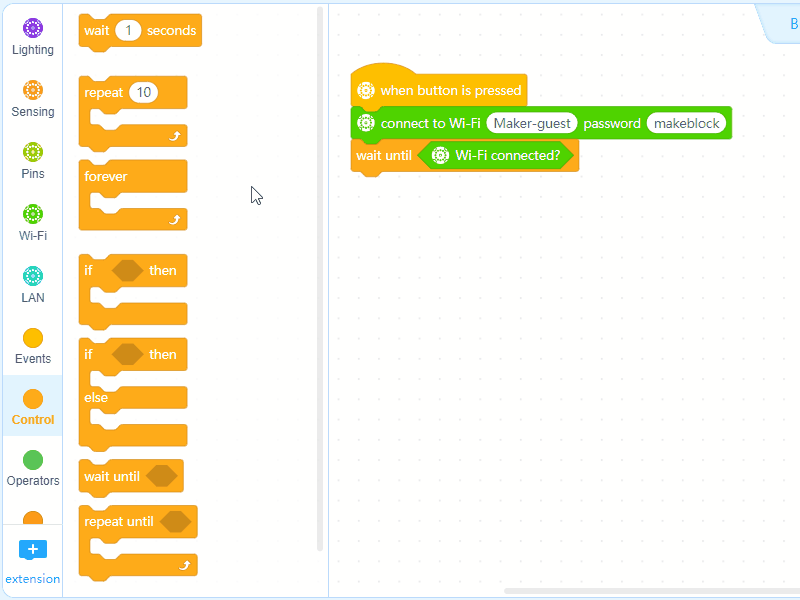 Lighting
Sensing
Pins
Wi-Fi
LAN
Events
Control
Operators
+
extension
wait 1 seconds
repeat 10
forever
if then
if then
else
wait until
repeat until
when button is pressed
connect to Wi-Fi Maker-guest password makeblock
wait until Wi-Fi connected?
B